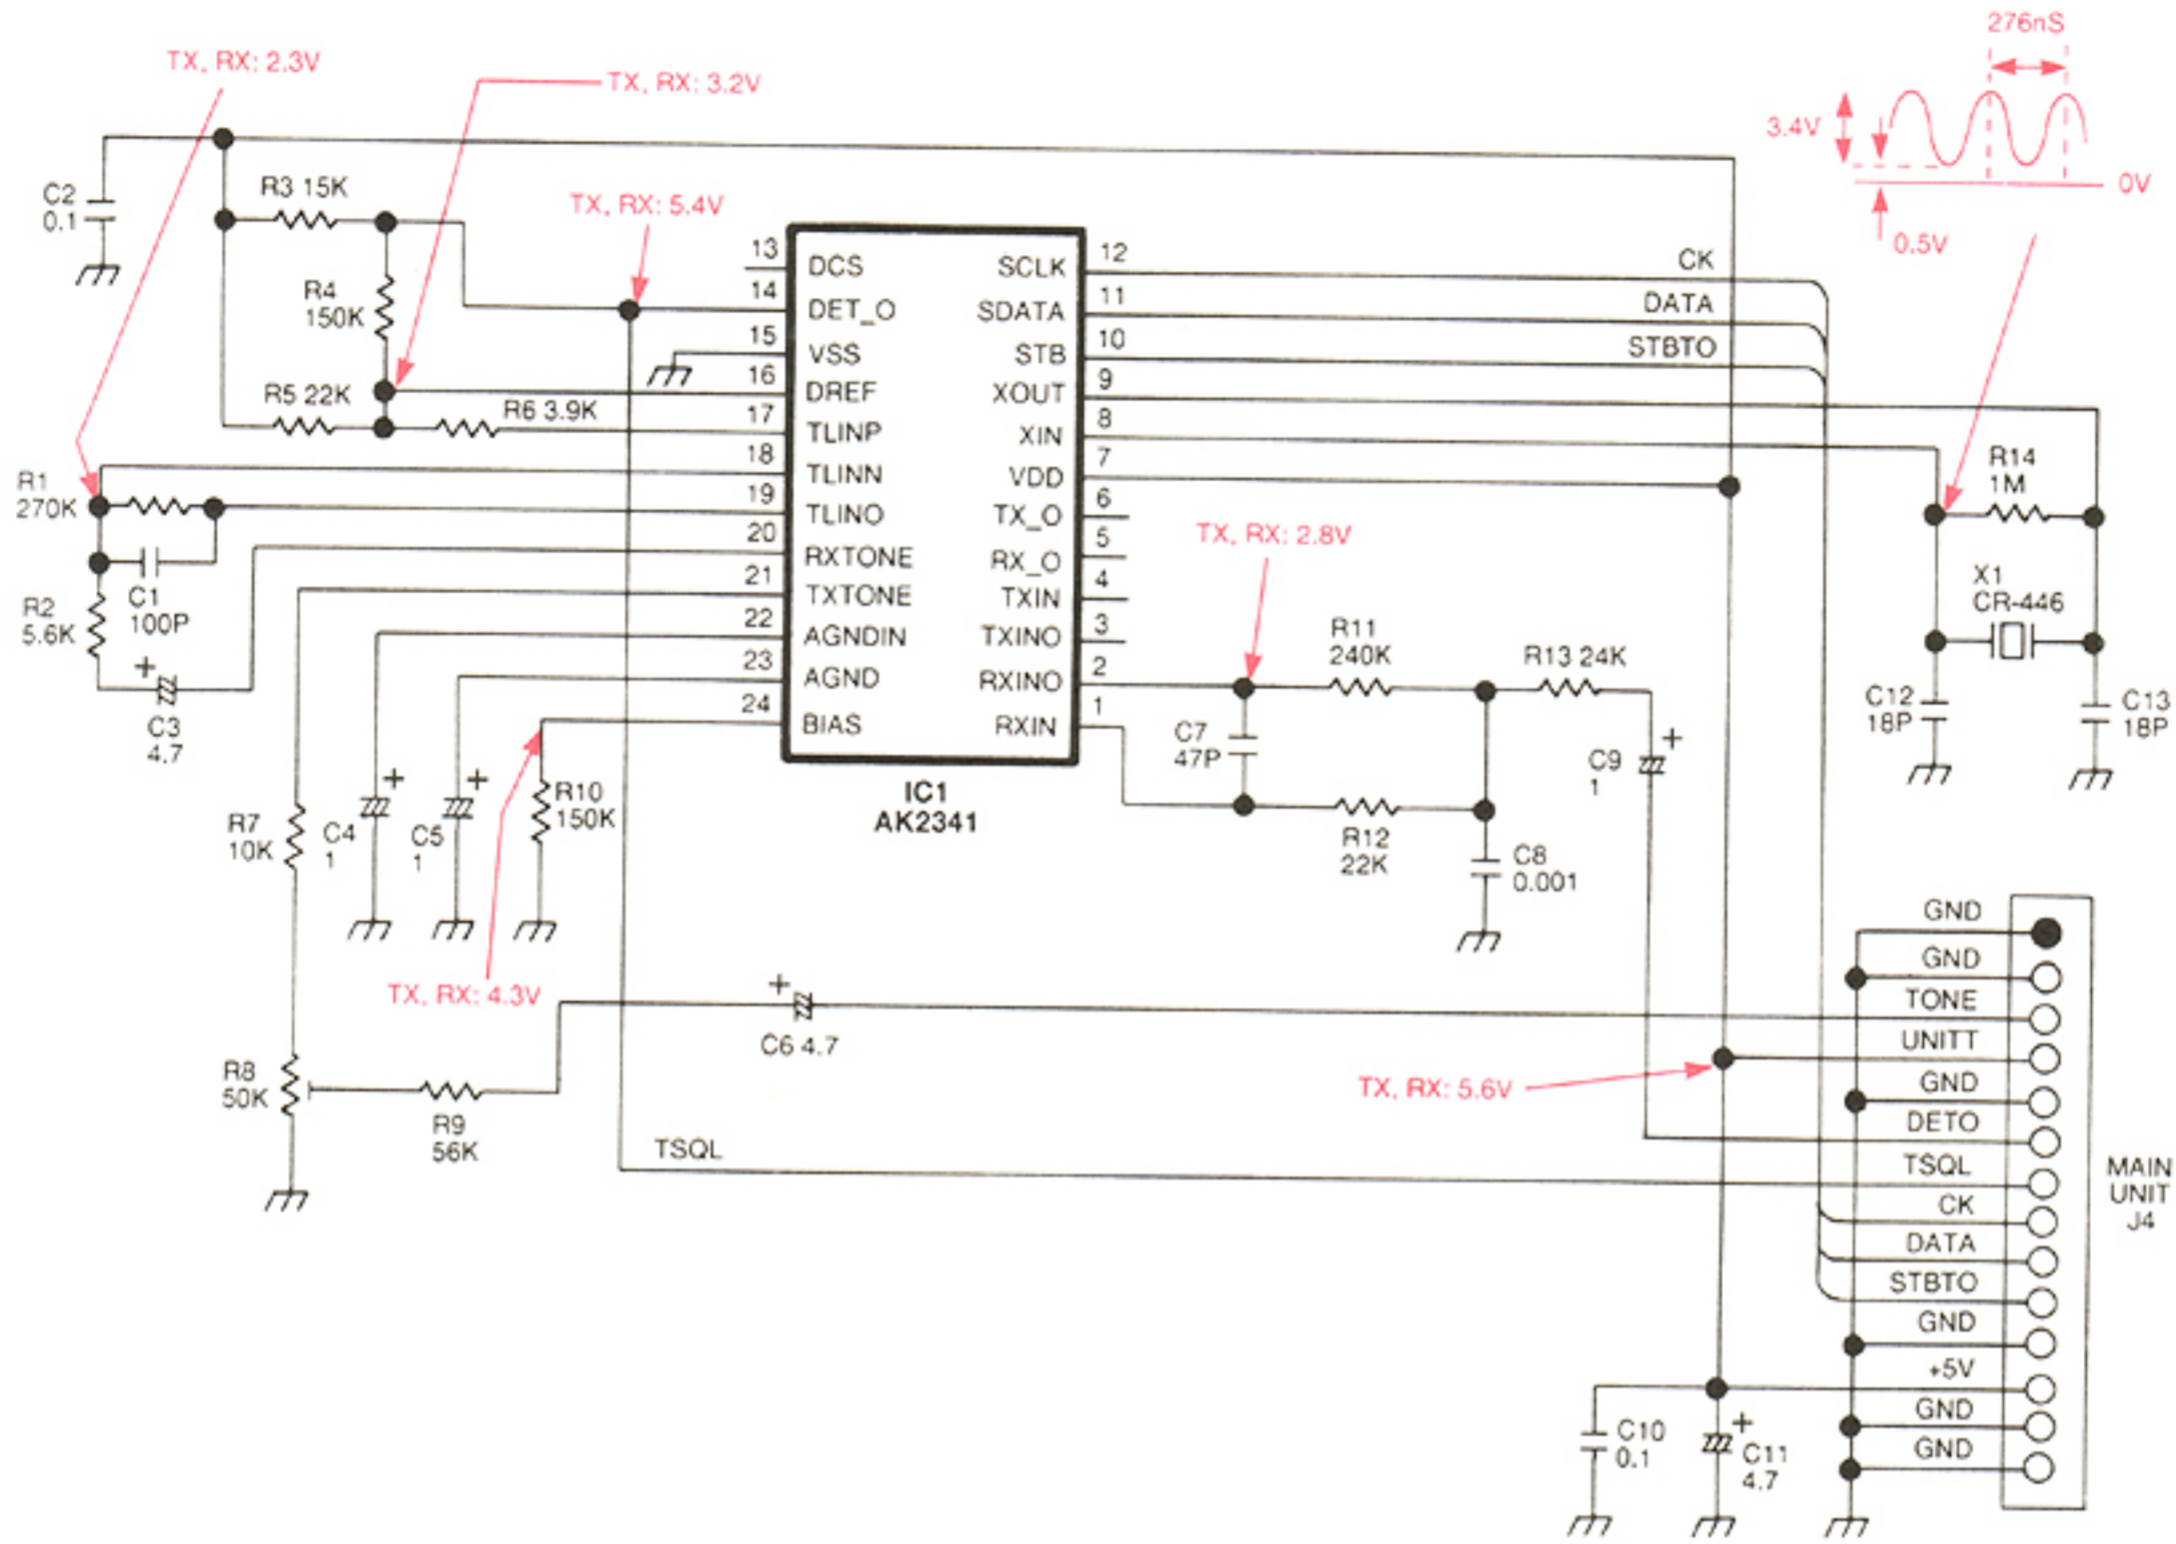 276nS
TX, RX: 2.3V
TX, RX: 3.2V
3.4V
0V
0.5V
C2
0.1
R3 15K
TX, RX: 5.4V
R4
150K
R5 22K
R6 3.9K
13
DCS
14
DET_O
15
VSS
16
DREF
17
TLINP
18
TLINN
19
TLINO
20
RXTONE
21
TXTONE
22
AGNDIN
23
AGND
24
BIAS
SCLK
12
CK
SDATA
11
DATA
STB
10
STBTO
XOUT
9
XIN
8
VDD
7
TX_O
6
RX_O
5
TXIN
4
TXINO
3
RXINO
2
RXIN
1
IC1
AK2341
R1
270K
C1
100P
R2
5.6K
+
C3
4.7
R14
1M
X1
CR-446
C12
18P
C13
18P
TX, RX: 2.8V
R11
240K
R13 24K
C7
47P
R12
22K
C8
0.001
+
C9
1
R7
10K
+
C4
1
+
C5
1
R10
150K
TX, RX: 4.3V
+
C6 4.7
R8
50K
R9
56K
TSQL
TX, RX: 5.6V
GND
GND
TONE
UNITT
GND
DETO
TSQL
CK
DATA
STBTO
GND
+5V
GND
GND
MAIN
UNIT
J4
C10
0.1
+
C11
4.7